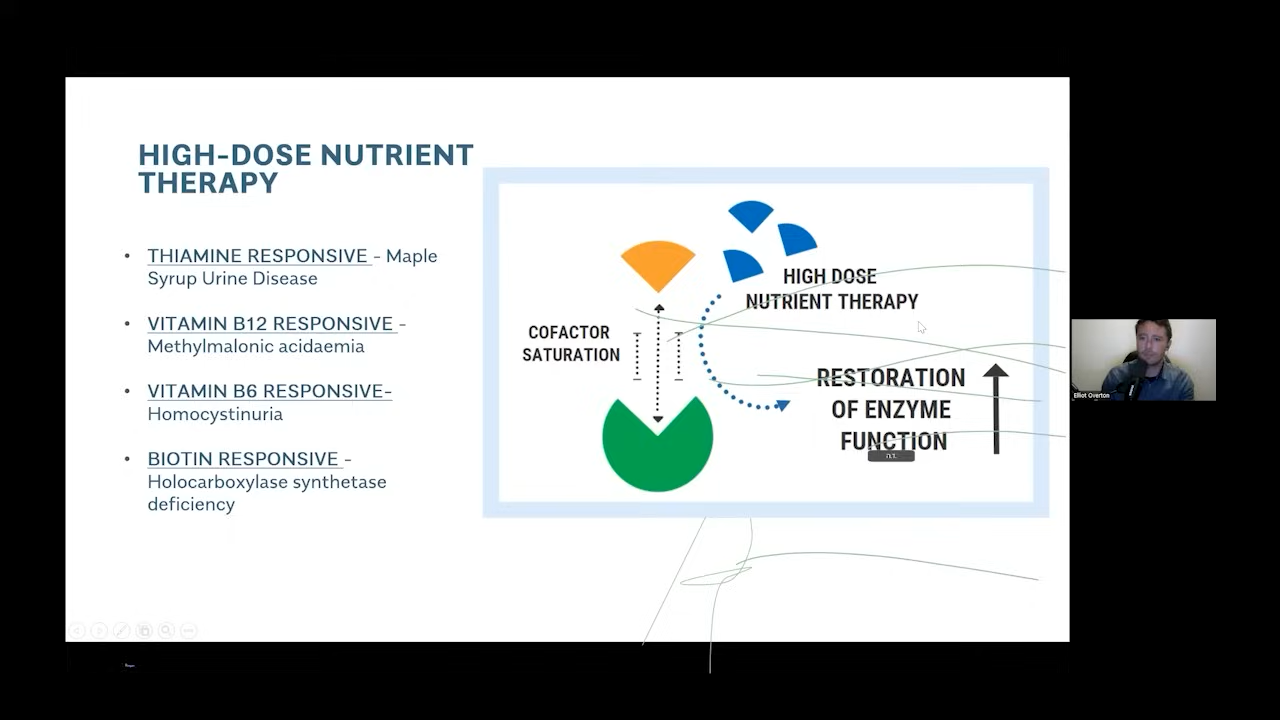 HIGH-DOSE NUTRIENT
THERAPY
• THIAMINE RESPONSIVE - Maple
Syrup Urine Disease
• VITAMIN B12 RESPONSIVE -
Methylmalonic acidaemia
• VITAMIN B6 RESPONSIVE-
Homocystinuria
• BIOTIN RESPONSIVE -
Holocarboxylase synthetase
deficiency
HIGH DOSE
NUTRIENT THERAPY
COFACTOR
SATURATION
RESTORATION
OF ENZYME
FUNCTION
Elliot Overton